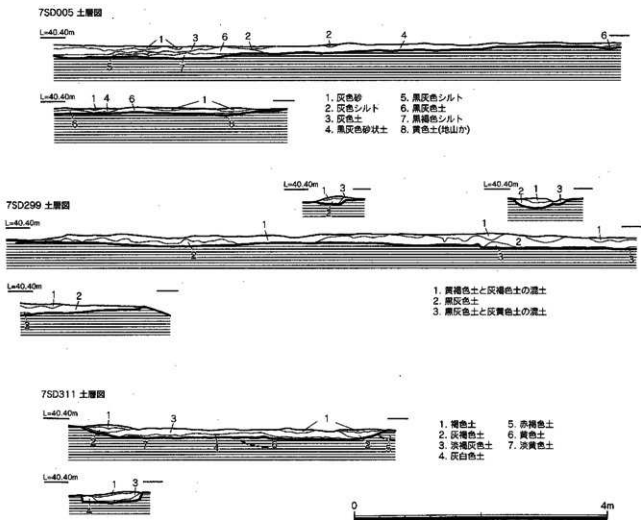 7SD005 土層図
L=40.40m
1 3 6 2 2 4 6
5 7
L=40.40m
1 4 6 1
8 6
1. 灰色砂 5. 黒灰色シルト
2. 灰色シルト 6. 黒灰色土
3. 灰色土 7. 黒褐色シルト
4. 黒灰色砂状土 8. 黄色土(地山か)
L=40.40m
1 3
L=40.40m
2 1 3
7SD299 土層図
L=40.40m
1 1 1
2 2
3 3
L=40.40m
1 2
1. 黄褐色土と灰褐色土の混土
2. 黒灰色土
3. 黒灰色土と灰黄色土の混土
7SD311 土層図
L=40.40m
1 3 1
2 7 4 6 2
1. 褐色土 5. 赤褐色土
2. 灰褐色土 6. 黄色土
3. 淡褐灰色土 7. 淡黄色土
4. 灰白色土
L=40.40m
1 3
4
0 4m